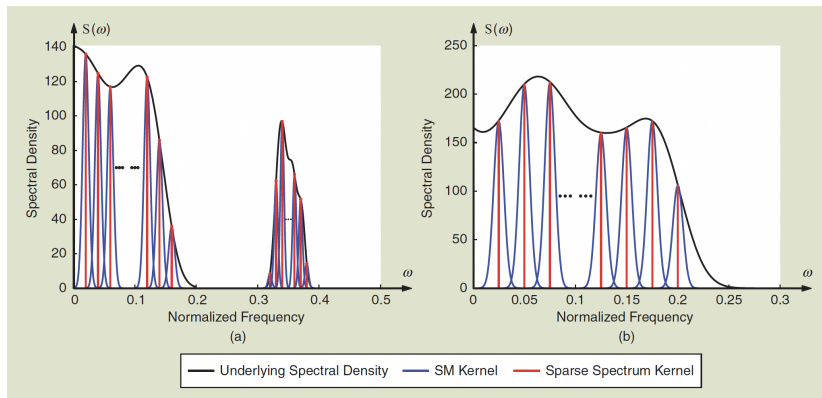 S(ω)
140
120
100
80
60
40
20
0
Spectral Density
0
0.1
0.2
0.3
0.4
0.5
ω
Normalized Frequency
(a)
S(ω)
250
200
150
100
50
0
Spectral Density
0
0.05
0.1
0.15
0.2
0.25
0.3
ω
Normalized Frequency
(b)
Underlying Spectral Density SM Kernel Sparse Spectrum Kernel